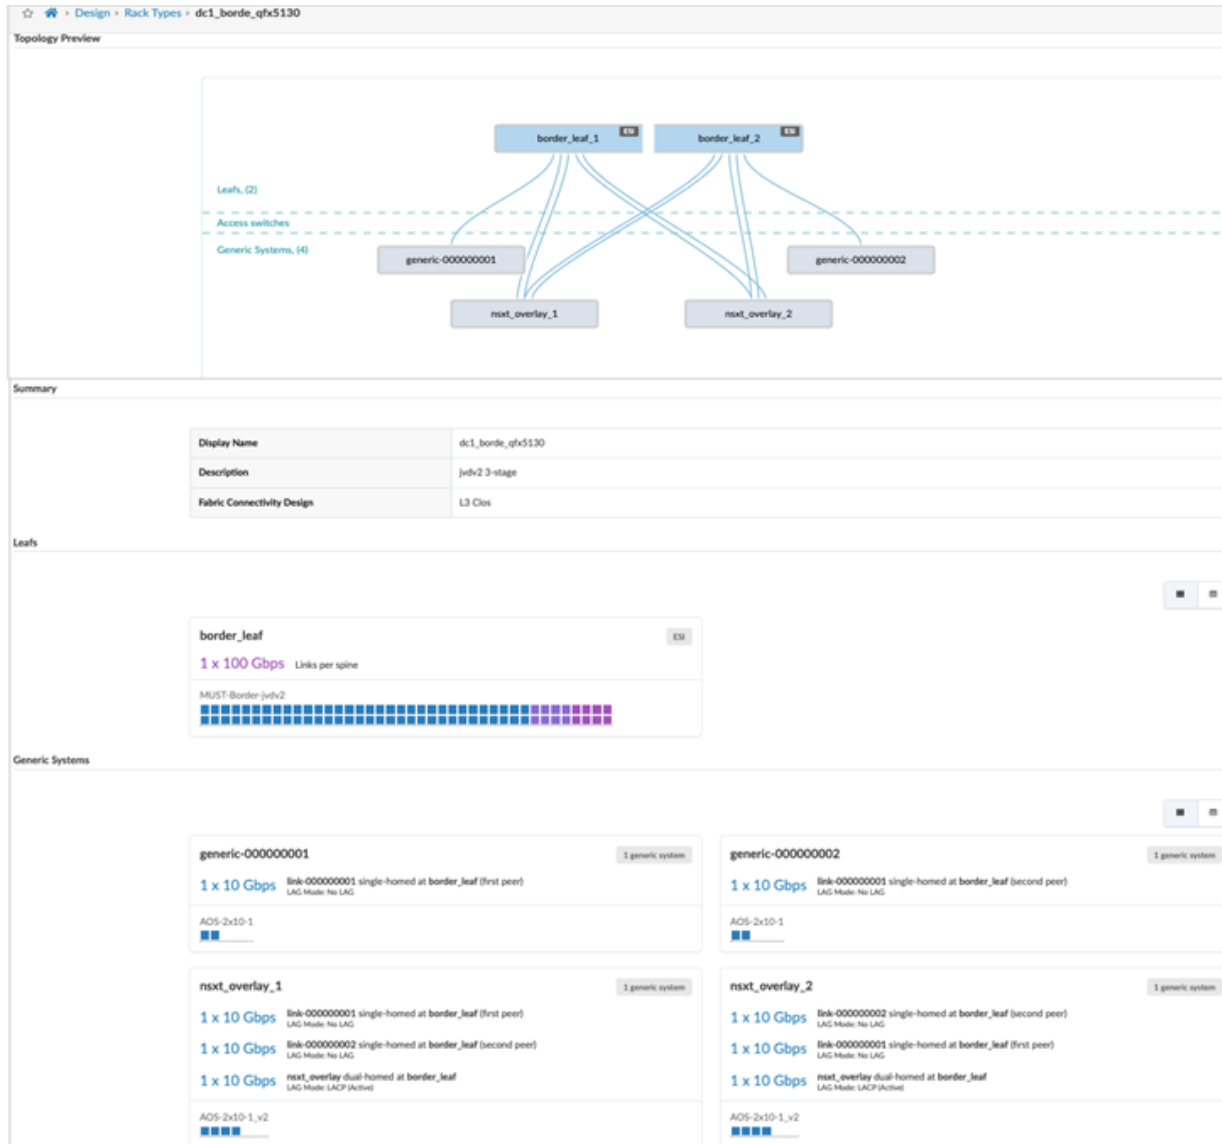 Design Rack Types dc1_borde_qfx5130
Topology Preview
border_leaf_1 ESI border_leaf_2 ESI
Leafs, (2)
Access switches
Generic Systems, (4)
generic-000000001 generic-000000002
nsxt_overlay_1 nsxt_overlay_2
Summary
Display Name dc1_borde_qfx5130
Description jvdv2 3-stage
Fabric Connectivity Design L3 Clos
Leafs
border_leaf ESI
1 x 100 Gbps Links per spine
MUST-Border-jvdv2
Generic Systems
generic-000000001 1 generic system
1 x 10 Gbps link-000000001 single-homed at border_leaf (first peer)
LAG Mode: No LAG
AOS-2x10-1
generic-000000002 1 generic system
1 x 10 Gbps link-000000001 single-homed at border_leaf (second peer)
LAG Mode: No LAG
AOS-2x10-1
nsxt_overlay_1 1 generic system
1 x 10 Gbps link-000000001 single-homed at border_leaf (first peer)
LAG Mode: No LAG
1 x 10 Gbps link-000000002 single-homed at border_leaf (second peer)
LAG Mode: No LAG
1 x 10 Gbps nsxt_overlay dual-homed at border_leaf
LAG Mode: LACP (Active)
AOS-2x10-1_v2
nsxt_overlay_2 1 generic system
1 x 10 Gbps link-000000002 single-homed at border_leaf (second peer)
LAG Mode: No LAG
1 x 10 Gbps link-000000001 single-homed at border_leaf (first peer)
LAG Mode: No LAG
1 x 10 Gbps nsxt_overlay dual-homed at border_leaf
LAG Mode: LACP (Active)
AOS-2x10-1_v2